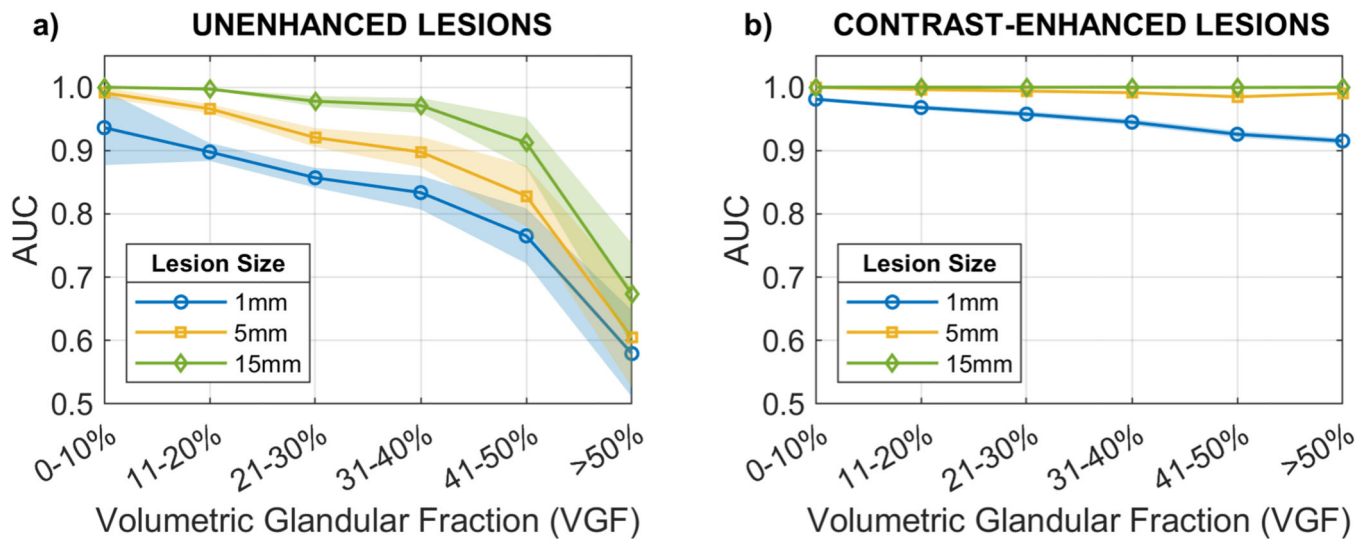 a) UNENHANCED LESIONS
1.0
0.9
0.8
0.7
0.6
0.5
AUC
Lesion Size
1mm
5mm
15mm
0-10%
11-20%
21-30%
31-40%
41-50%
>50%
Volumetric Glandular Fraction (VGF)
b) CONTRAST-ENHANCED LESIONS
1.0
0.9
0.8
0.7
0.6
0.5
AUC
Lesion Size
1mm
5mm
15mm
0-10%
11-20%
21-30%
31-40%
41-50%
>50%
Volumetric Glandular Fraction (VGF)